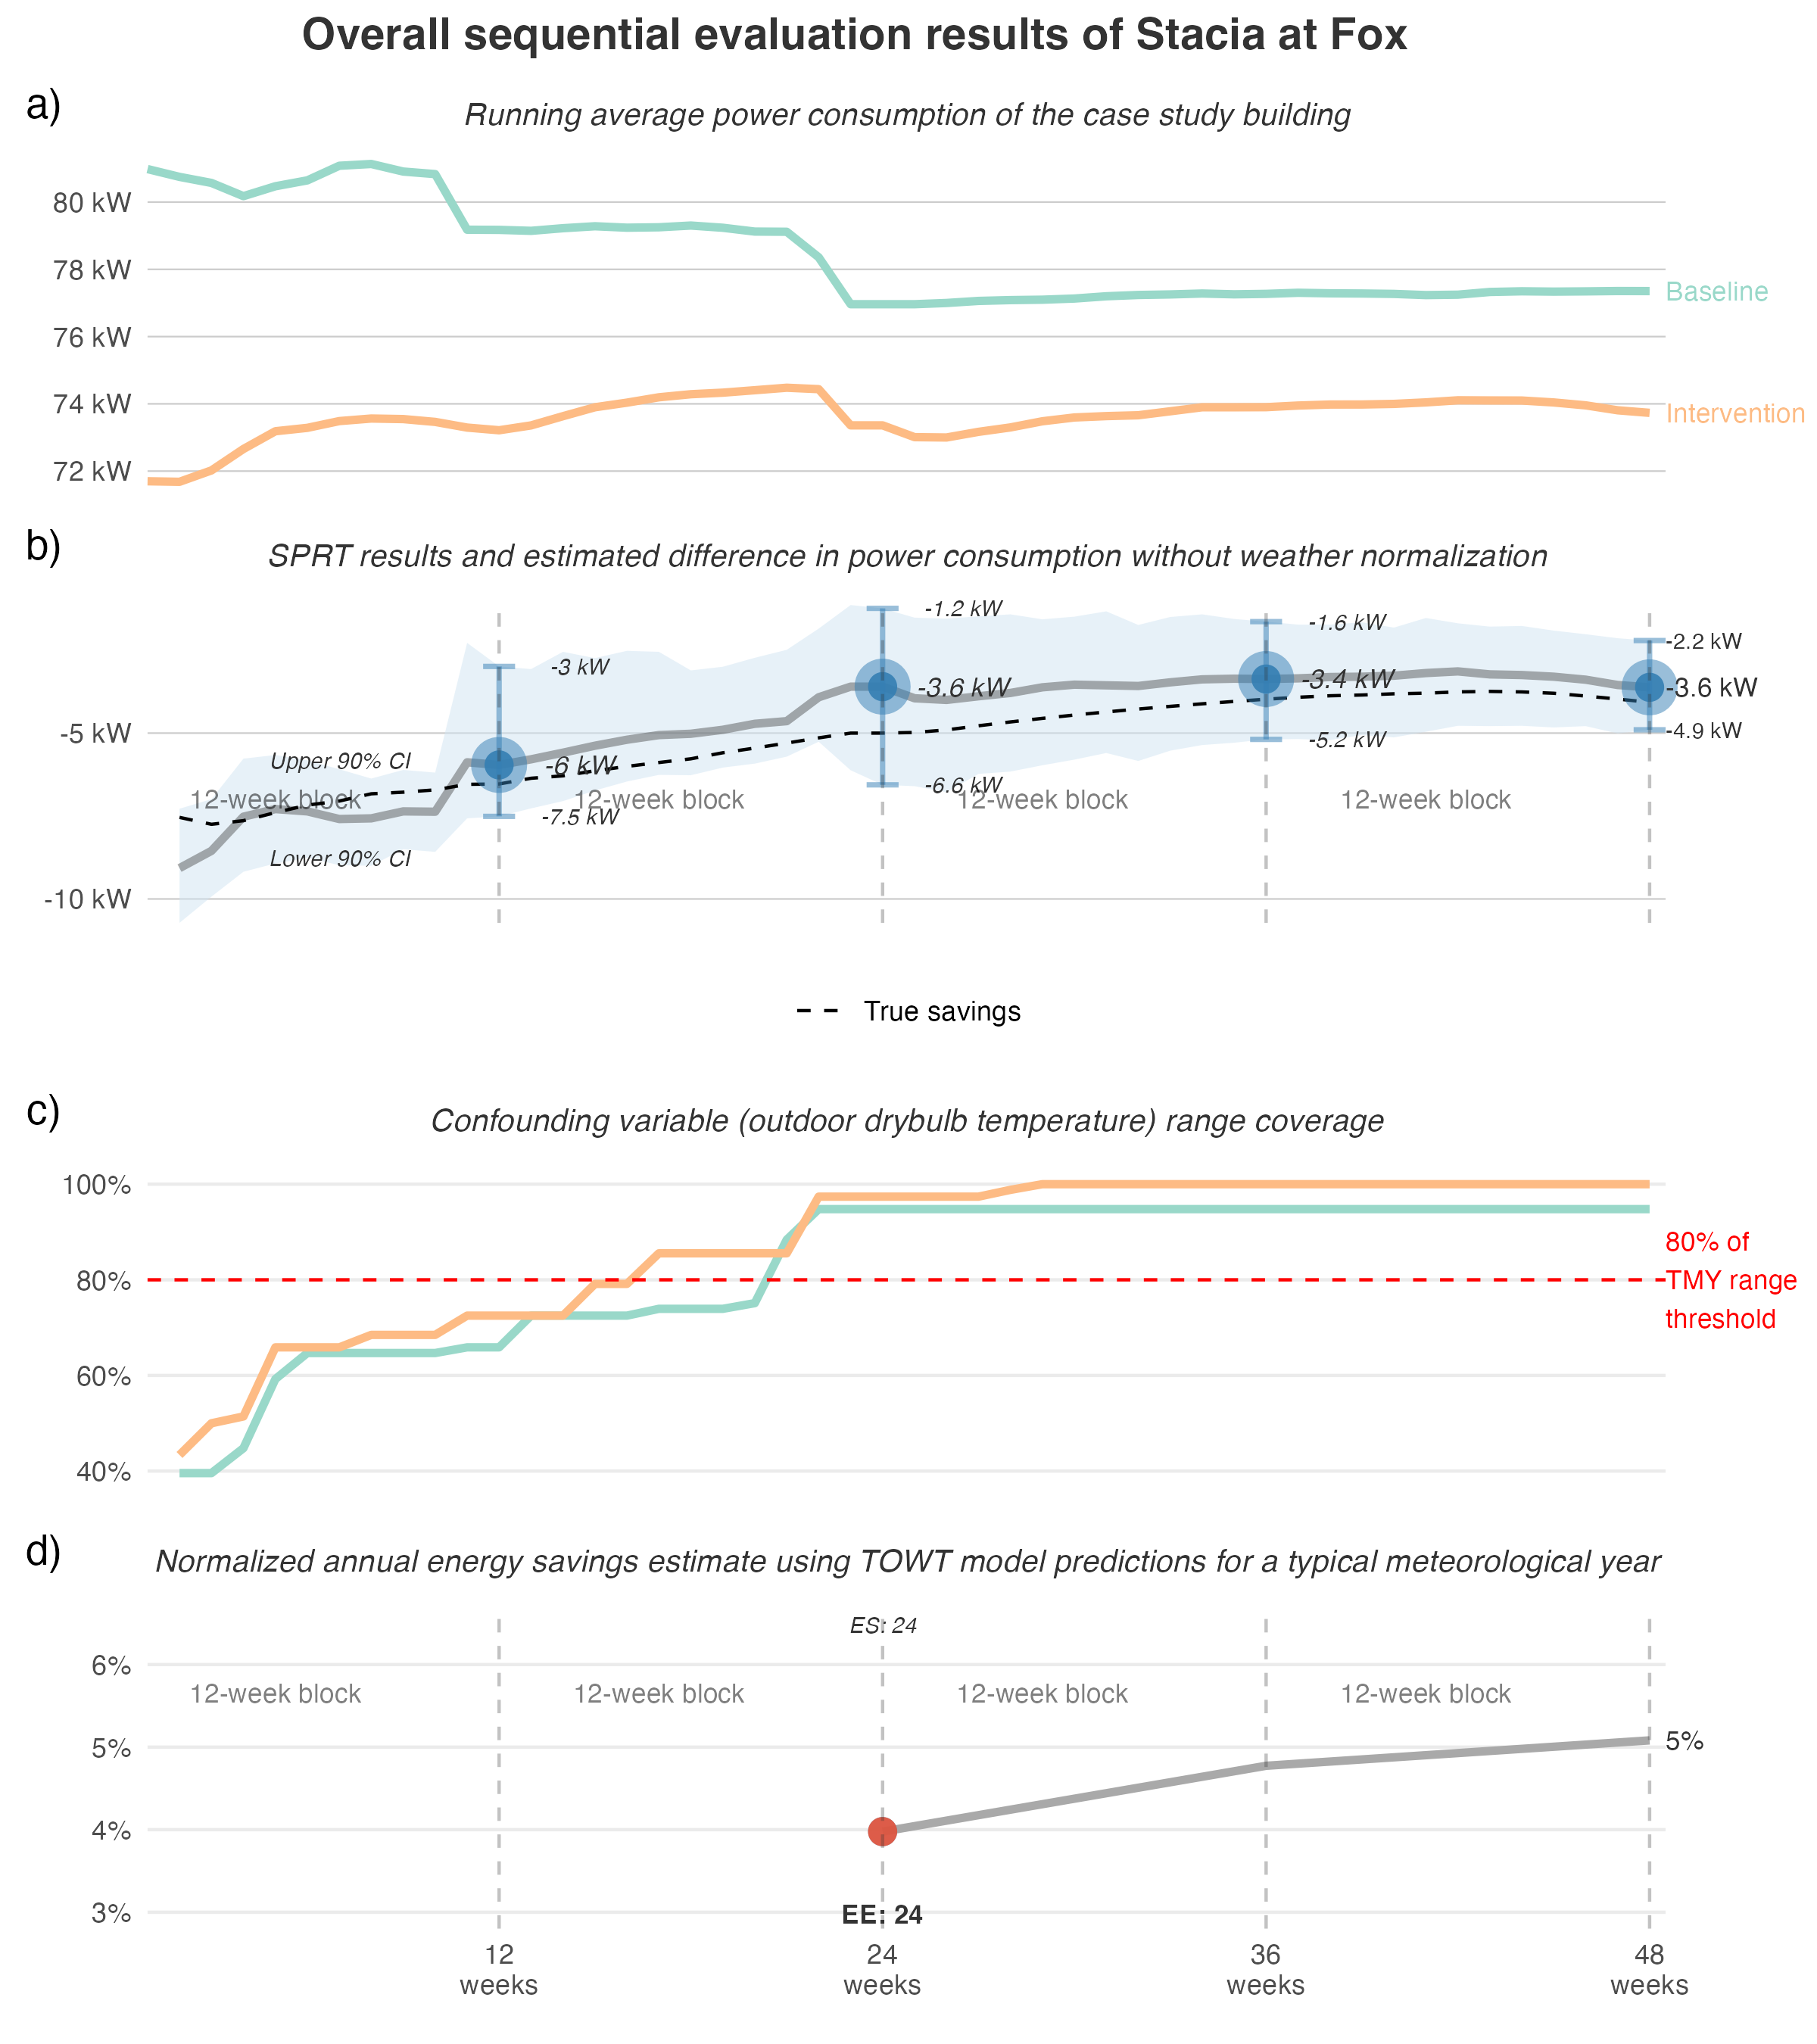 Overall sequential evaluation results of Stacia at Fox
a)
Running average power consumption of the case study building
80 kW
78 kW
76 kW
74 kW
72 kW
Baseline
Intervention
b)
SPRT results and estimated difference in power consumption without weather normalization
-5 kW
-10 kW
Upper 90% CI
Lower 90% CI
12-week block
12-week block
12-week block
12-week block
-3 kW
-6 kW
-7.5 kW
-1.2 kW
-3.6 kW
-6.6 kW
-1.6 kW
-3.4 kW
-5.2 kW
-2.2 kW
-3.6 kW
-4.9 kW
True savings
c)
Confounding variable (outdoor drybulb temperature) range coverage
100%
80%
60%
40%
80% of
TMY range
threshold
d)
Normalized annual energy savings estimate using TOWT model predictions for a typical meteorological year
ES: 24
6%
5%
4%
3%
12-week block
12-week block
12-week block
12-week block
5%
EE: 24
12
weeks
24
weeks
36
weeks
48
weeks